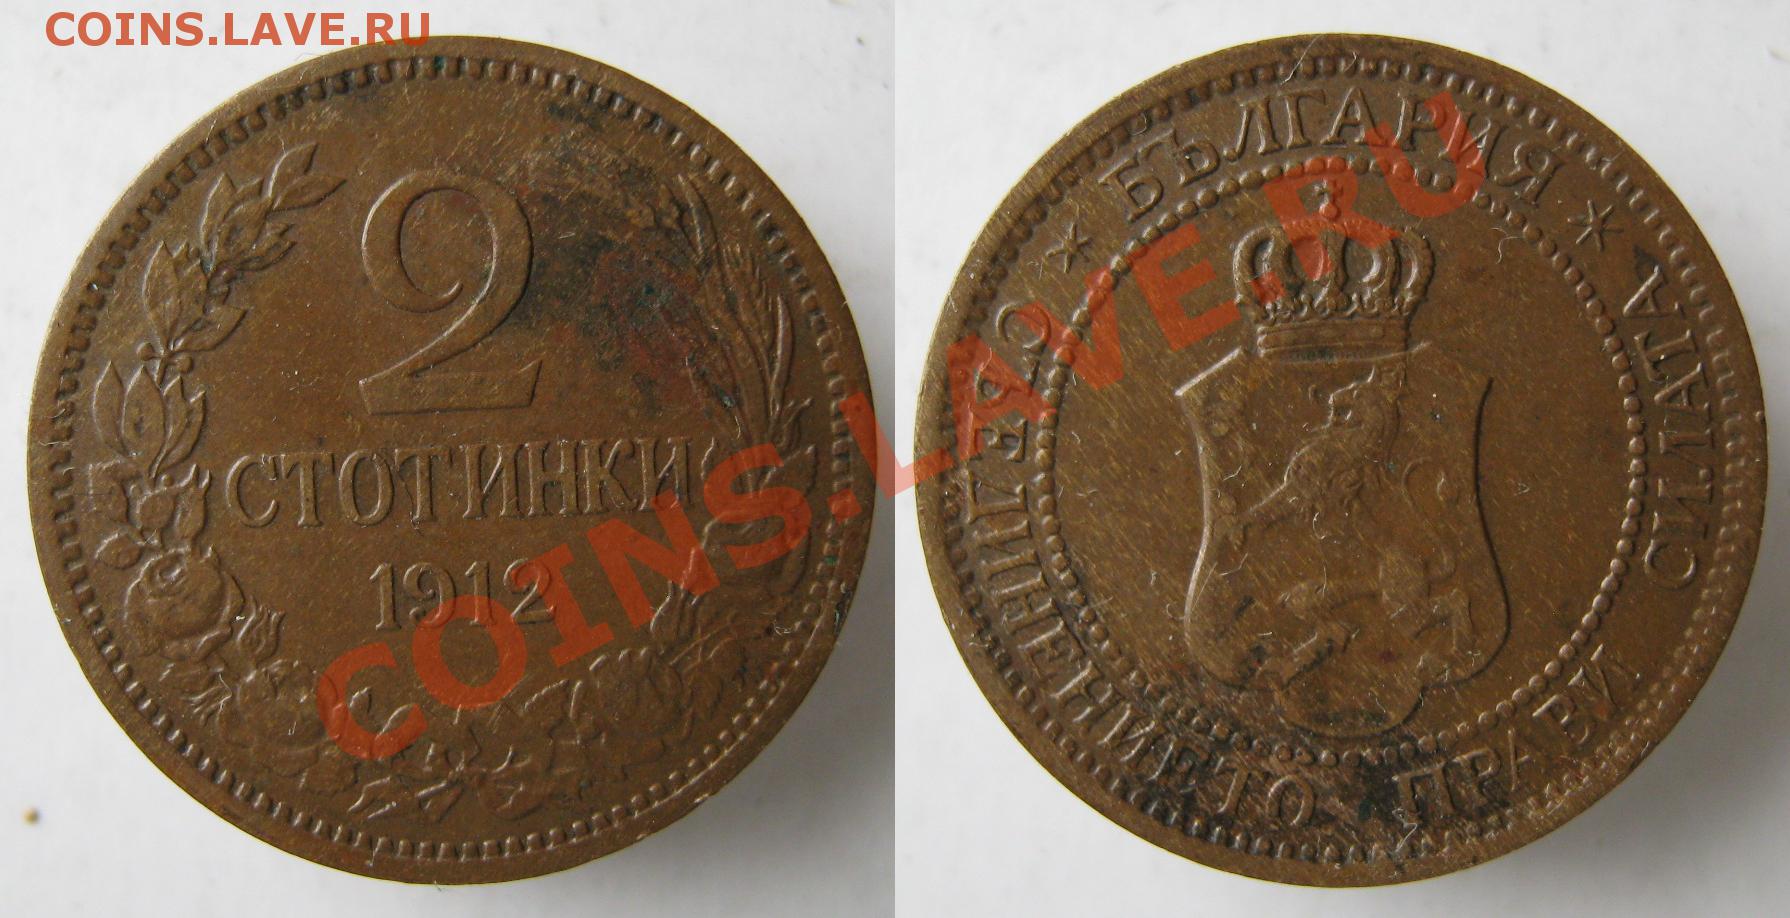 COINS.LAVE.RU
2
СТОТИНКИ
1912
* БЪЛГАРИЯ *
СЪЕДИНЕНИЕТО ПРАВИ СИЛАТА
COINS.LAVE.RU